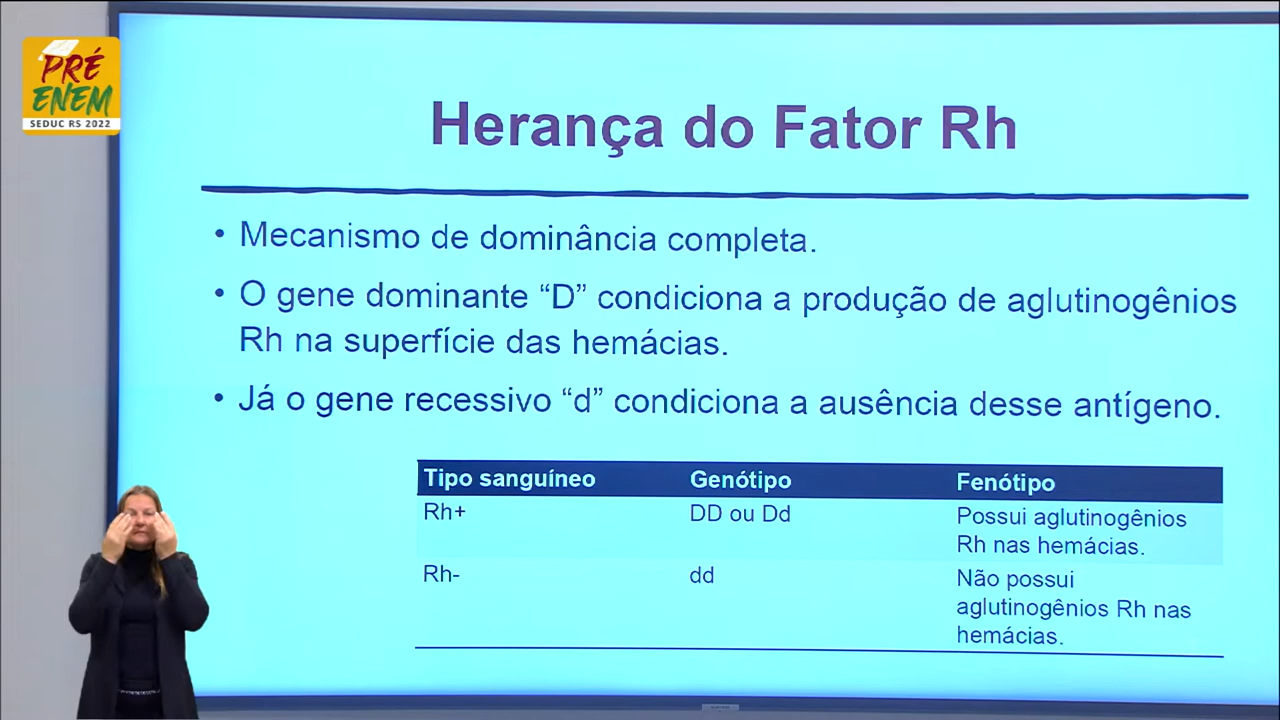 PRÉ
ENEM
SEDUC RS 2022
Herança do Fator Rh
• Mecanismo de dominância completa.
• O gene dominante “D” condiciona a produção de aglutinogênios
Rh na superfície das hemácias.
• Já o gene recessivo “d” condiciona a ausência desse antígeno.
Tipo sanguíneo Genótipo Fenótipo
Rh+ DD ou Dd Possui aglutinogênios
Rh nas hemácias.
Rh- dd Não possui
aglutinogênios Rh nas
hemácias.